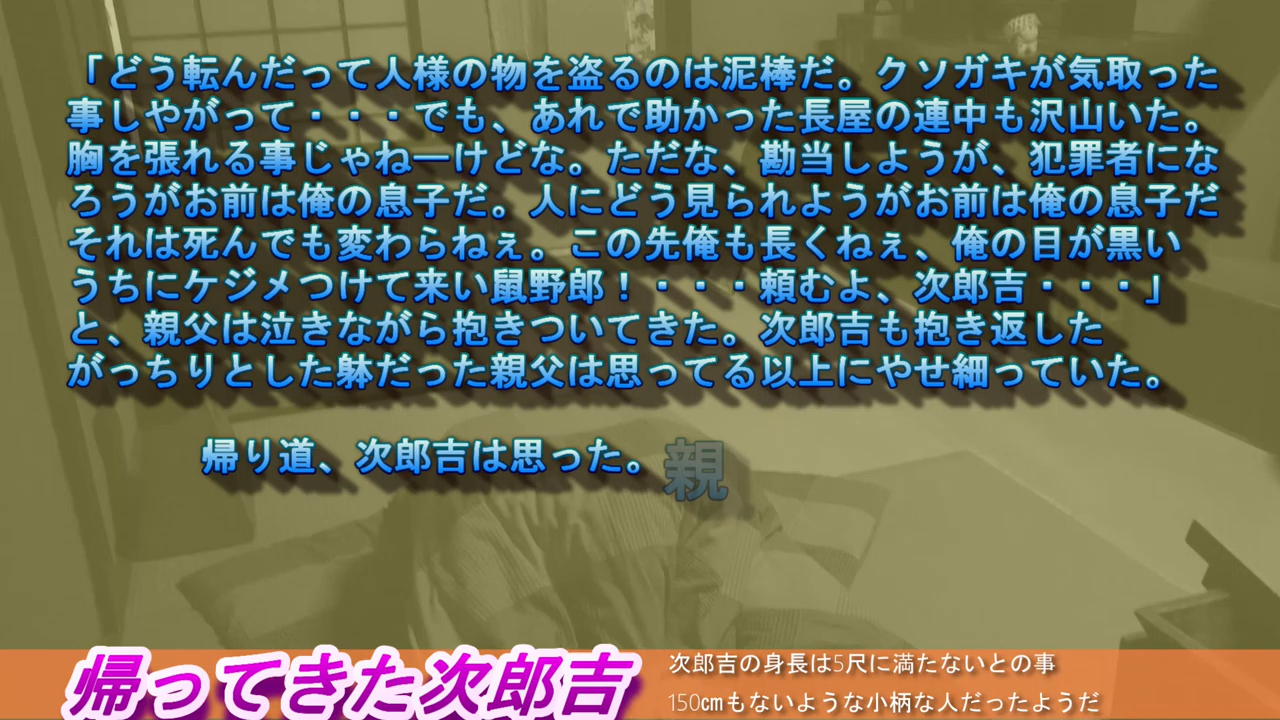 「どう転んだって人様の物を盗るのは泥棒だ。クソガキが気取った
事しやがって・・・でも、あれで助かった長屋の連中も沢山いた。
胸を張れる事じゃねーけどな。ただな、勘当しようが、犯罪者にな
ろうがお前は俺の息子だ。人にどう見られようがお前は俺の息子だ
それは死んでも変わらねぇ。この先俺も長くねぇ、俺の目が黒い
うちにケジメつけて来い鼠野郎！・・・頼むよ、次郎吉・・・」
と、親父は泣きながら抱きついてきた。次郎吉も抱き返した
がっちりとした躰だった親父は思ってる以上にやせ細っていた。
帰り道、次郎吉は思った。親
帰ってきた次郎吉
次郎吉の身長は5尺に満たないとの事
150㎝もないような小柄な人だったようだ